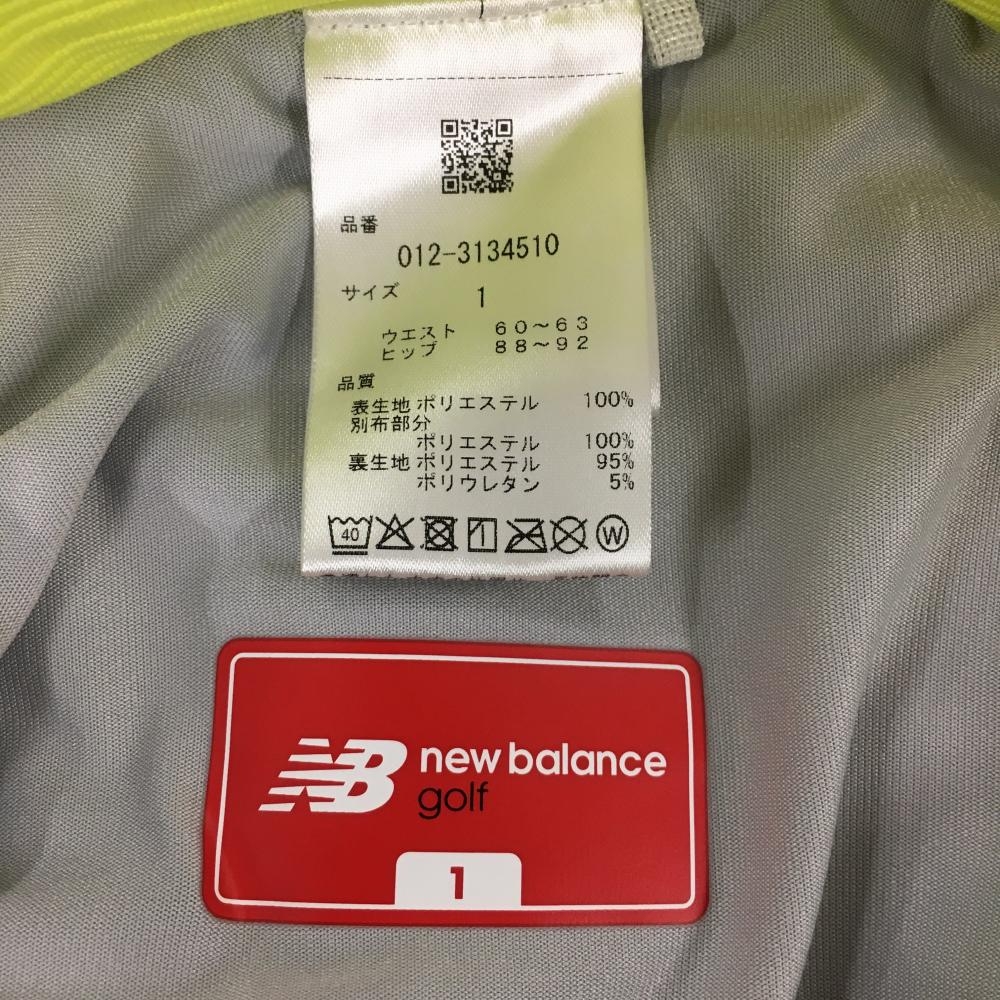 品番
012-3134510
サイズ 1
ウエスト 60～63
ヒップ 88～92
品質
表生地 ポリエステル 100%
別布部分
ポリエステル 100%
裏生地 ポリエステル 95%
ポリウレタン 5%
40 W
NB new balance
golf
1